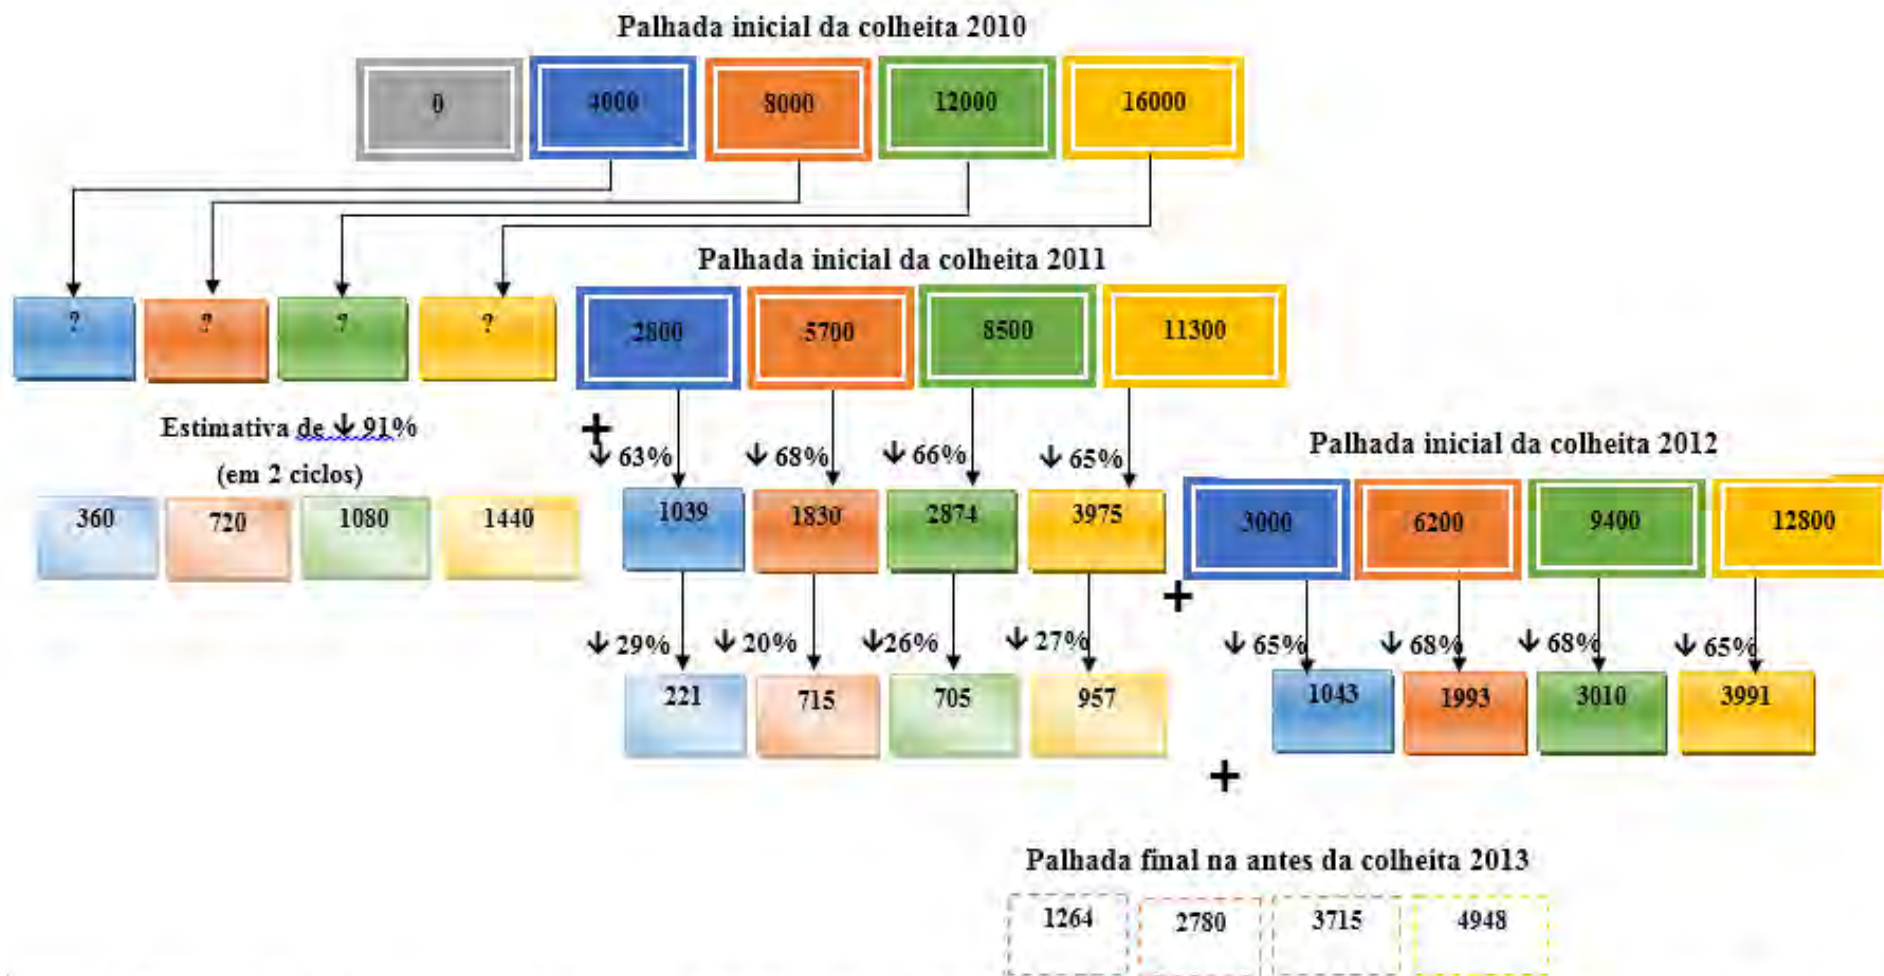 Palhada inicial da colheita 2010
0 4000 8000 12000 16000
Palhada inicial da colheita 2011
? ? ? ? 2800 5700 8500 11300
Estimativa de ↓ 91%
(em 2 ciclos)
+
↓ 63% ↓ 68% ↓ 66% ↓ 65%
Palhada inicial da colheita 2012
360 720 1080 1440 1039 1830 2874 3975 3000 6200 9400 12800
+
↓ 29% ↓ 20% ↓26% ↓ 27% ↓ 65% ↓ 68% ↓ 68% ↓ 65%
221 715 705 957 1043 1993 3010 3991
+
Palhada final na antes da colheita 2013
1264 2780 3715 4948